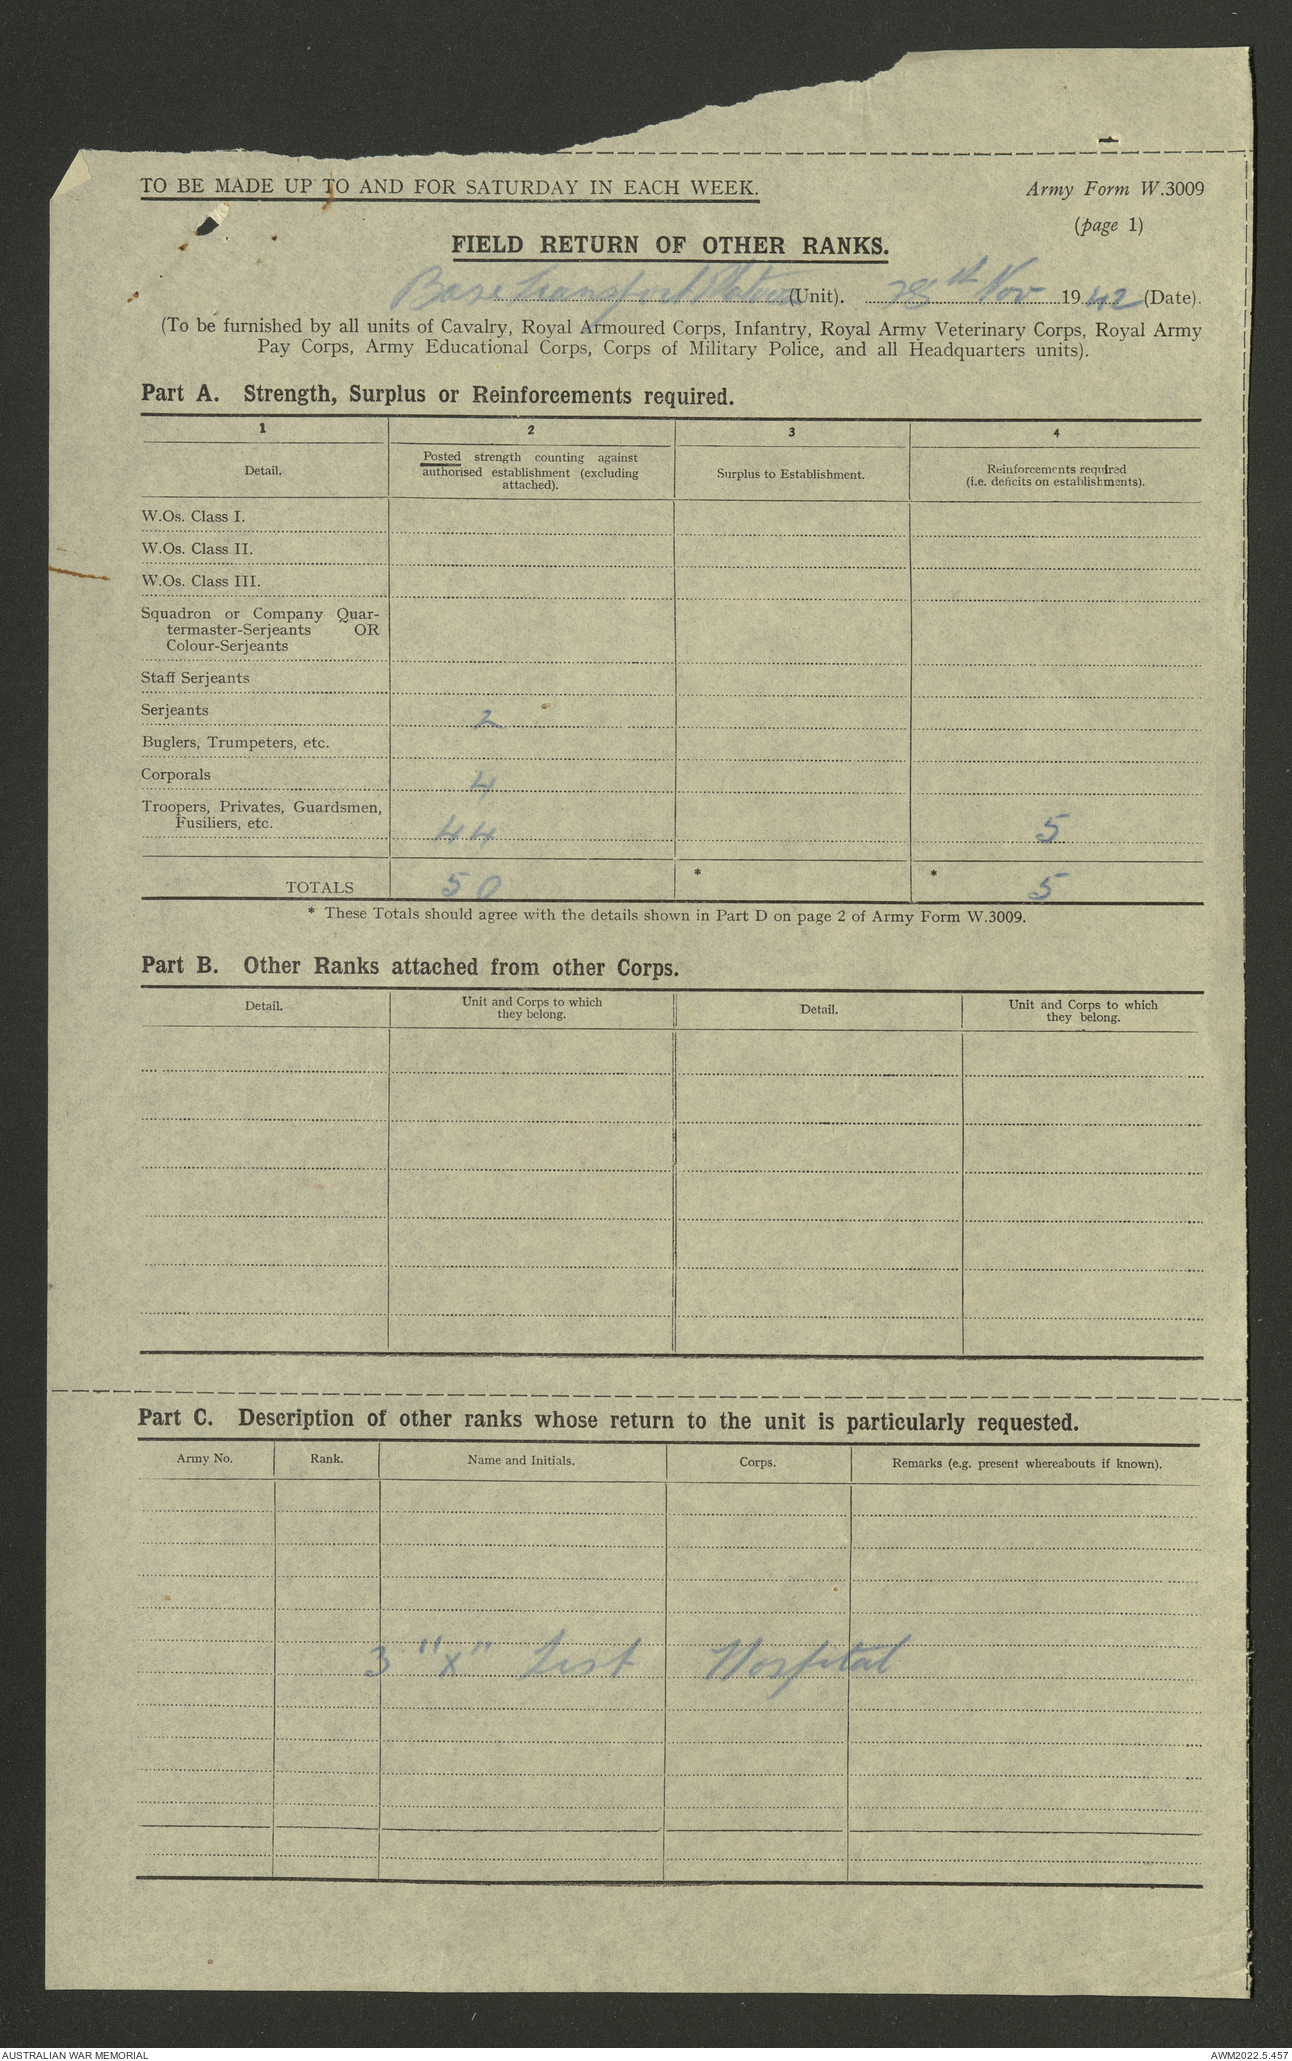 TO BE MADE UP TO AND FOR SATURDAY IN EACH WEEK.
Army Form W.3009
(page 1)
FIELD RETURN OF OTHER RANKS.
Base Transport Platoon (Unit). 28th Nov 1942 (Date).
(To be furnished by all units of Cavalry, Royal Armoured Corps, Infantry, Royal Army Veterinary Corps, Royal Army
Pay Corps, Army Educational Corps, Corps of Military Police, and all Headquarters units).
Part A. Strength, Surplus or Reinforcements required.
1 2 3 4
Detail.
Posted strength counting against
authorised establishment (excluding
attached).
Surplus to Establishment.
Reinforcements required
(i.e. deficits on establishments).
W.Os. Class I.
W.Os. Class II.
W.Os. Class III.
Squadron or Company Quar-
termaster-Serjeants OR
Colour-Serjeants
Staff Serjeants
Serjeants 2
Buglers, Trumpeters, etc.
Corporals 4
Troopers, Privates, Guardsmen,
Fusiliers, etc. 44 5
TOTALS 50 * * 5
* These Totals should agree with the details shown in Part D on page 2 of Army Form W.3009.
Part B. Other Ranks attached from other Corps.
Detail.
Unit and Corps to which
they belong.
Detail.
Unit and Corps to which
they belong.
Part C. Description of other ranks whose return to the unit is particularly requested.
Army No. Rank. Name and Initials. Corps. Remarks (e.g. present whereabouts if known).
3 "x" List Hospital
AUSTRALIAN WAR MEMORIAL
AWM2022.5.457